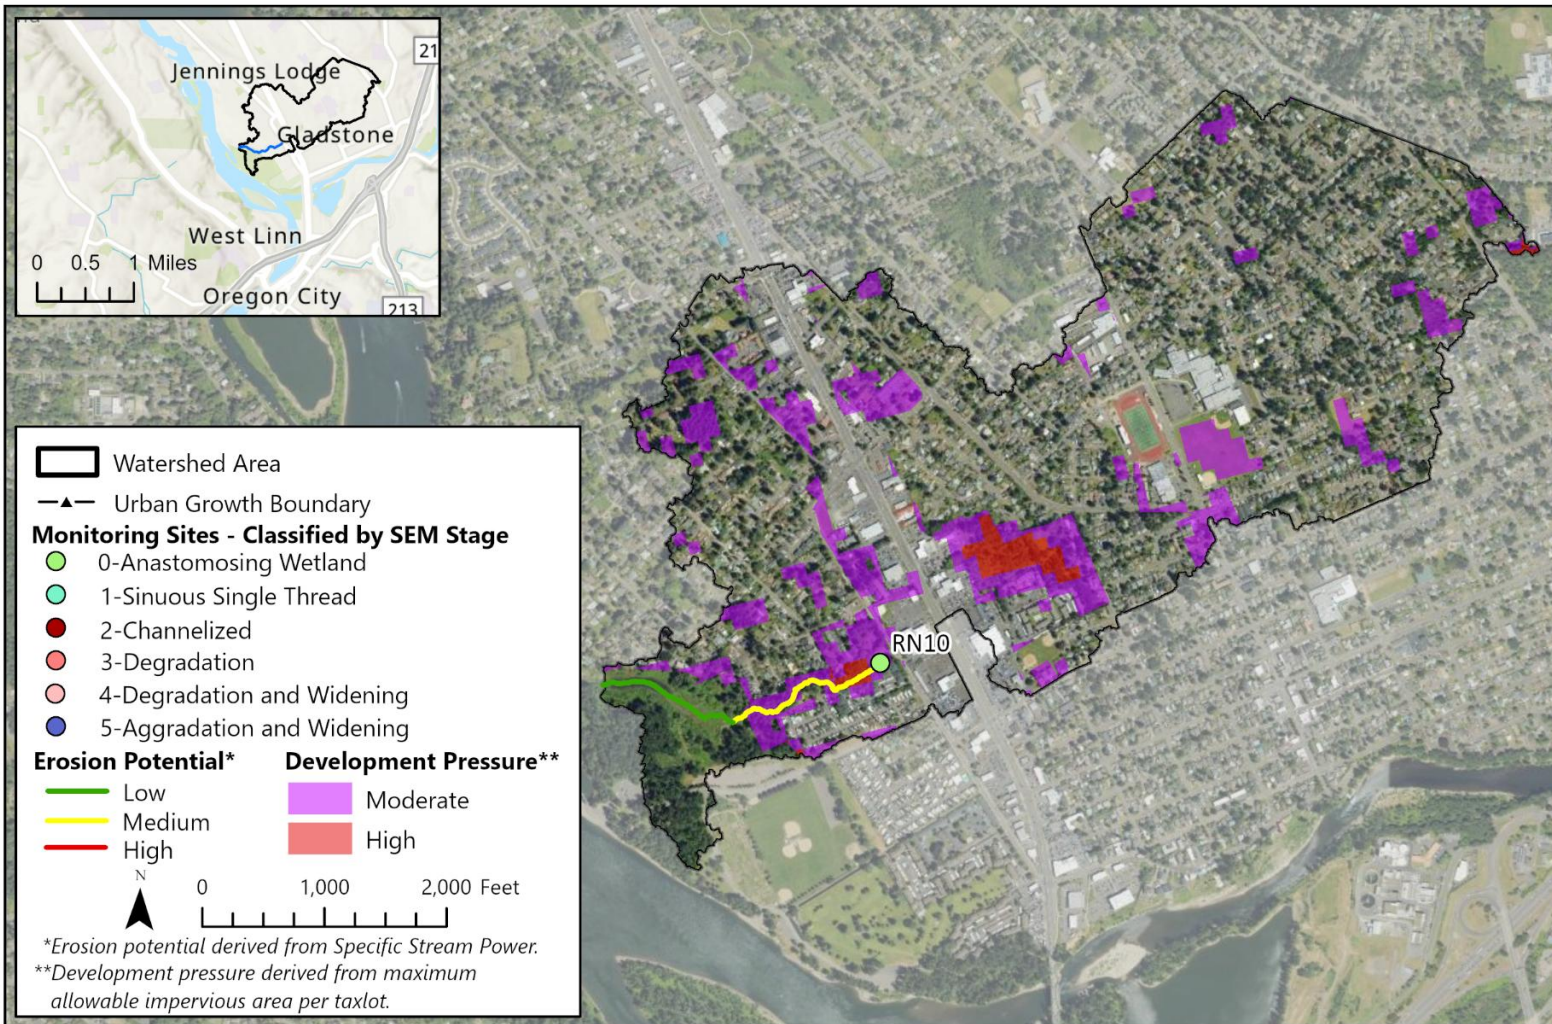 21
Jennings Lodge
Gladstone
West Linn
0 0.5 1 Miles
Oregon City
213
Watershed Area
Urban Growth Boundary
Monitoring Sites - Classified by SEM Stage
0-Anastomosing Wetland
1-Sinuous Single Thread
2-Channelized
3-Degradation
4-Degradation and Widening
5-Aggradation and Widening
Erosion Potential* Development Pressure**
Low
Medium
High
Moderate
High
N
0 1,000 2,000 Feet
*Erosion potential derived from Specific Stream Power.
**Development pressure derived from maximum
allowable impervious area per taxlot.
RN10